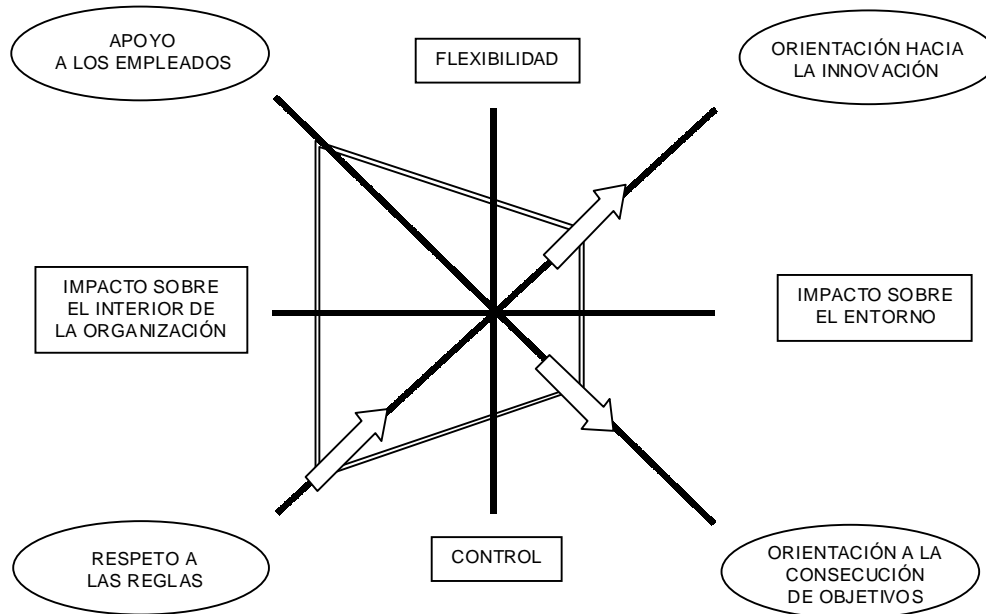 APOYO
A LOS EMPLEADOS
FLEXIBILIDAD
ORIENTACIÓN HACIA
LA INNOVACIÓN
IMPACTO SOBRE
EL INTERIOR DE
LA ORGANIZACIÓN
IMPACTO SOBRE
EL ENTORNO
RESPETO A
LAS REGLAS
CONTROL
ORIENTACIÓN A LA
CONSECUCIÓN
DE OBJETIVOS